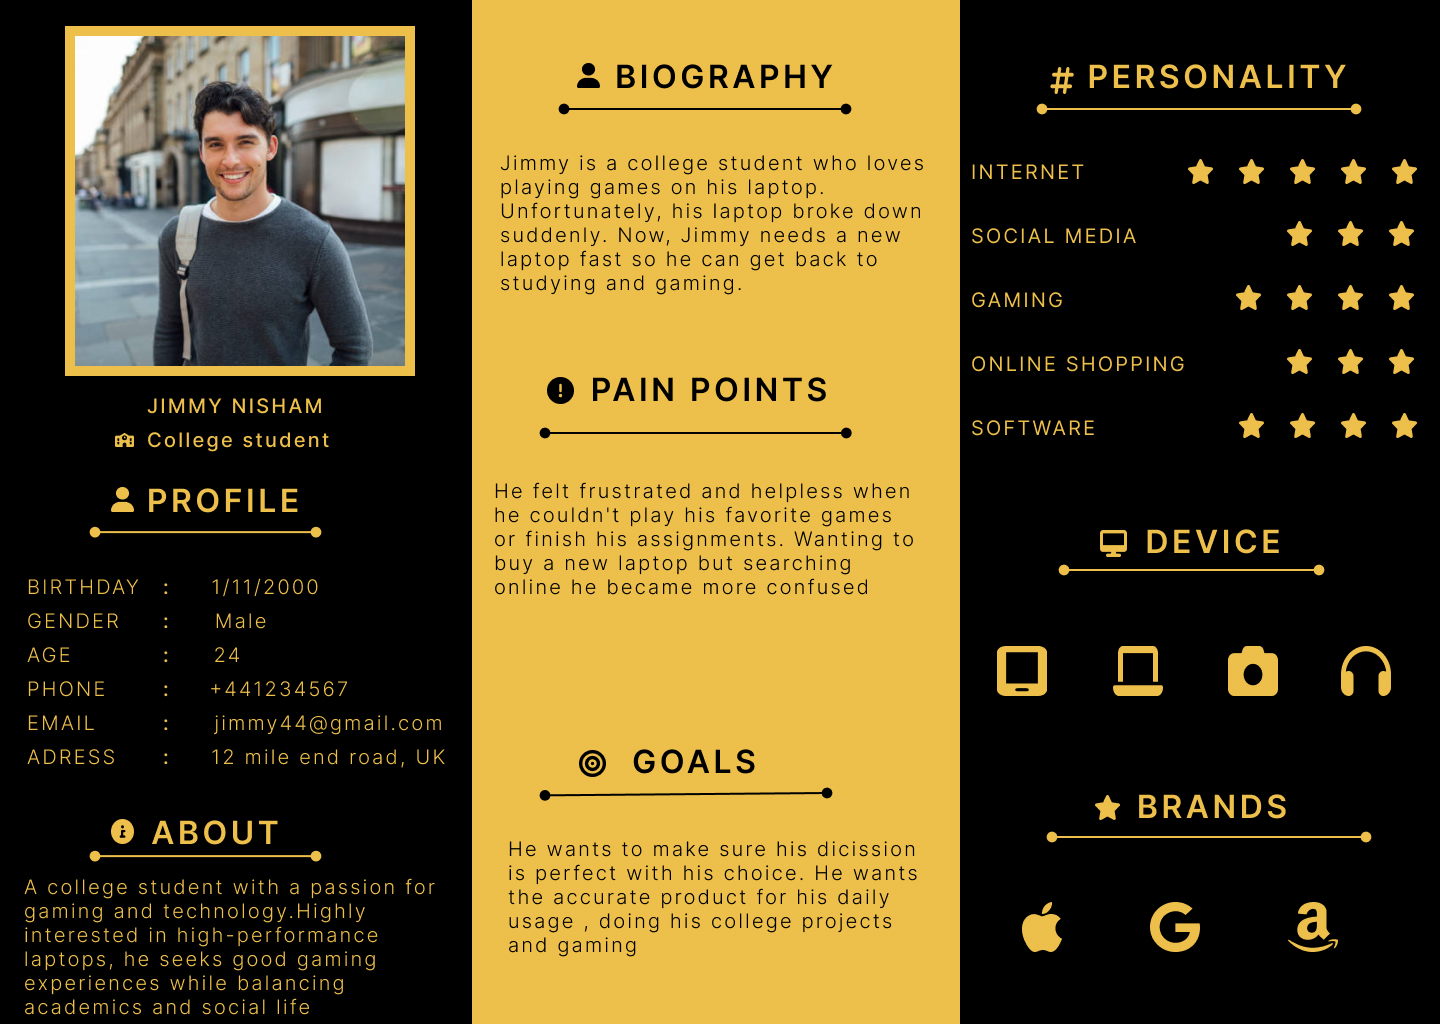 JIMMY NISHAM
College student
PROFILE
BIRTHDAY : 1/11/2000
GENDER : Male
AGE : 24
PHONE : +441234567
EMAIL : jimmy44@gmail.com
ADRESS : 12 mile end road, UK
ABOUT
A college student with a passion for
gaming and technology.Highly
interested in high-performance
laptops, he seeks good gaming
experiences while balancing
academics and social life
BIOGRAPHY
Jimmy is a college student who loves
playing games on his laptop.
Unfortunately, his laptop broke down
suddenly. Now, Jimmy needs a new
laptop fast so he can get back to
studying and gaming.
PAIN POINTS
He felt frustrated and helpless when
he couldn't play his favorite games
or finish his assignments. Wanting to
buy a new laptop but searching
online he became more confused
GOALS
He wants to make sure his dicission
is perfect with his choice. He wants
the accurate product for his daily
usage , doing his college projects
and gaming
# PERSONALITY
INTERNET
SOCIAL MEDIA
GAMING
ONLINE SHOPPING
SOFTWARE
DEVICE
BRANDS